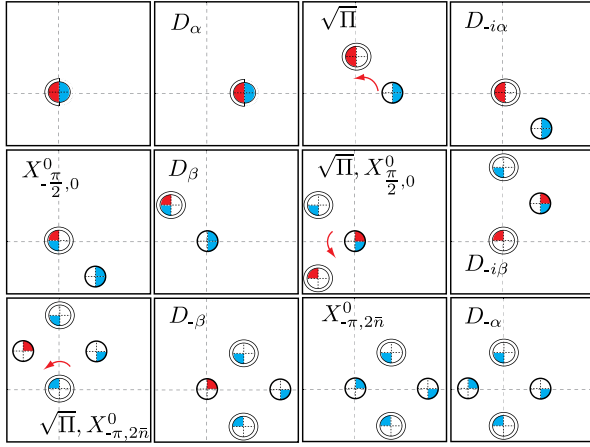 D_α
√Π
D_{-iα}
X^0_{-π/2,0}
D_β
√Π, X^0_{π/2,0}
D_{-iβ}
√Π, X^0_{-π,2n̄}
D_{-β}
X^0_{-π,2n̄}
D_{-α}